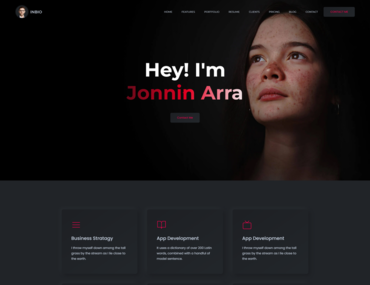 INBIO
HOME FEATURES PORTFOLIO RESUME CLIENTS PRICING BLOG CONTACT
Hey! I'm
Jonnin Arra
Business Strategy
I throw myself down among the tall
grass by the stream as I lie close to
the earth.
App Development
It uses a dictionary of over 200 Latin
words, combined with a handful of
model sentence.
App Development
I throw myself down among the tall
grass by the stream as I lie close to
the earth.